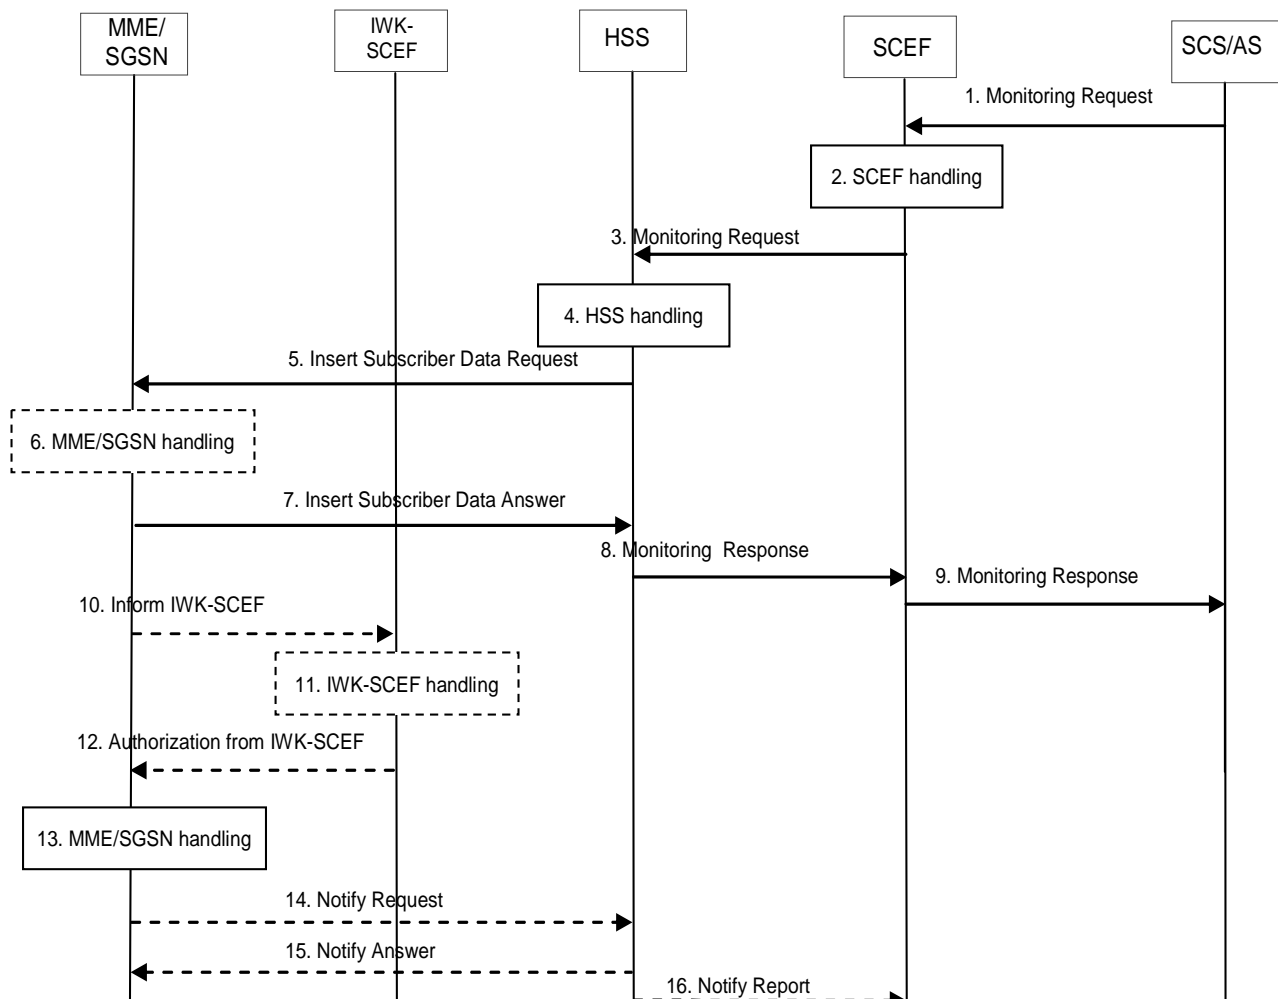 MME/
SGSN
IWK-
SCEF
HSS
SCEF
SCS/AS
1. Monitoring Request
2. SCEF handling
3. Monitoring Request
4. HSS handling
5. Insert Subscriber Data Request
6. MME/SGSN handling
7. Insert Subscriber Data Answer
8. Monitoring Response
9. Monitoring Response
10. Inform IWK-SCEF
11. IWK-SCEF handling
12. Authorization from IWK-SCEF
13. MME/SGSN handling
14. Notify Request
15. Notify Answer
16. Notify Report